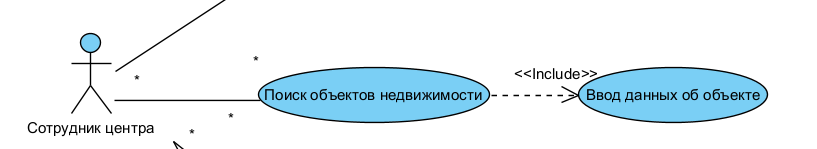 *
<<Include>>
*
Поиск объектов недвижимости
Ввод данных об объекте
*
Сотрудник центра
*